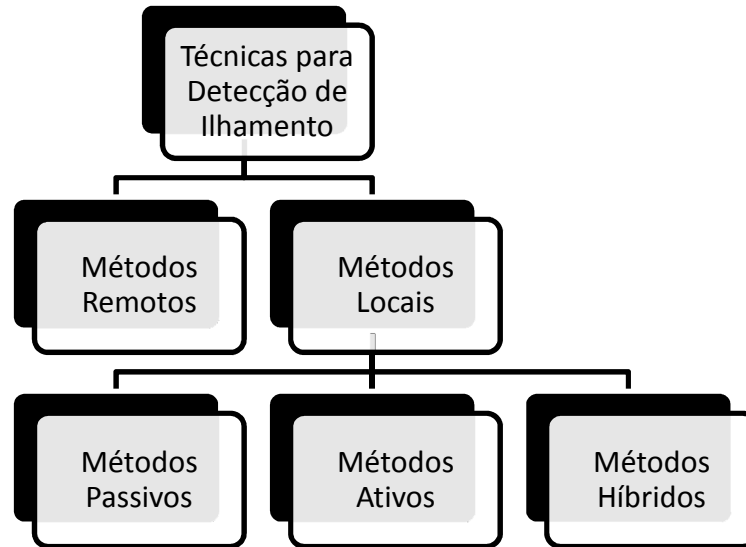 Técnicas para
Detecção de
Ilhamento
Métodos
Remotos
Métodos
Locais
Métodos
Passivos
Métodos
Ativos
Métodos
Híbridos